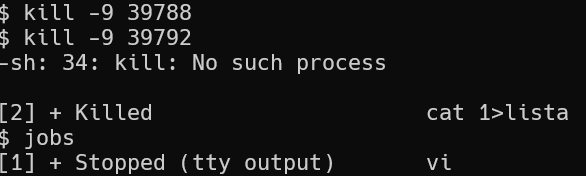 $ kill -9 39788
$ kill -9 39792
-sh: 34: kill: No such process
[2] + Killed                     cat 1>lista
$ jobs
[1] + Stopped (tty output)       vi